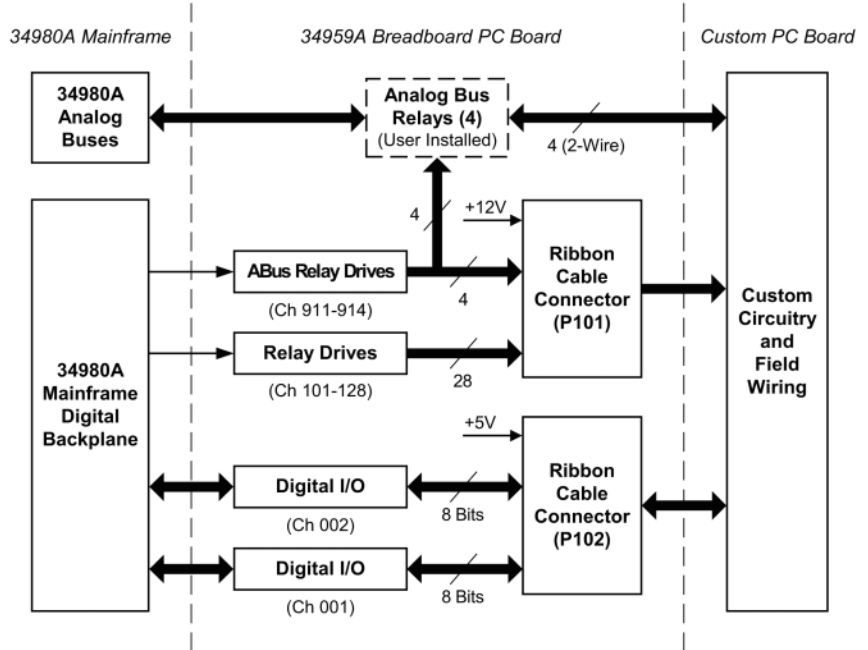 34980A Mainframe
34959A Breadboard PC Board
Custom PC Board
34980A
Analog
Buses
Analog Bus
Relays (4)
(User Installed)
4 (2-Wire)
4
+12V
ABus Relay Drives
(Ch 911-914)
4
Ribbon
Cable
Connector
(P101)
Relay Drives
(Ch 101-128)
28
34980A
Mainframe
Digital
Backplane
Custom
Circuitry
and
Field
Wiring
+5V
Digital I/O
(Ch 002)
8 Bits
Ribbon
Cable
Connector
(P102)
Digital I/O
(Ch 001)
8 Bits